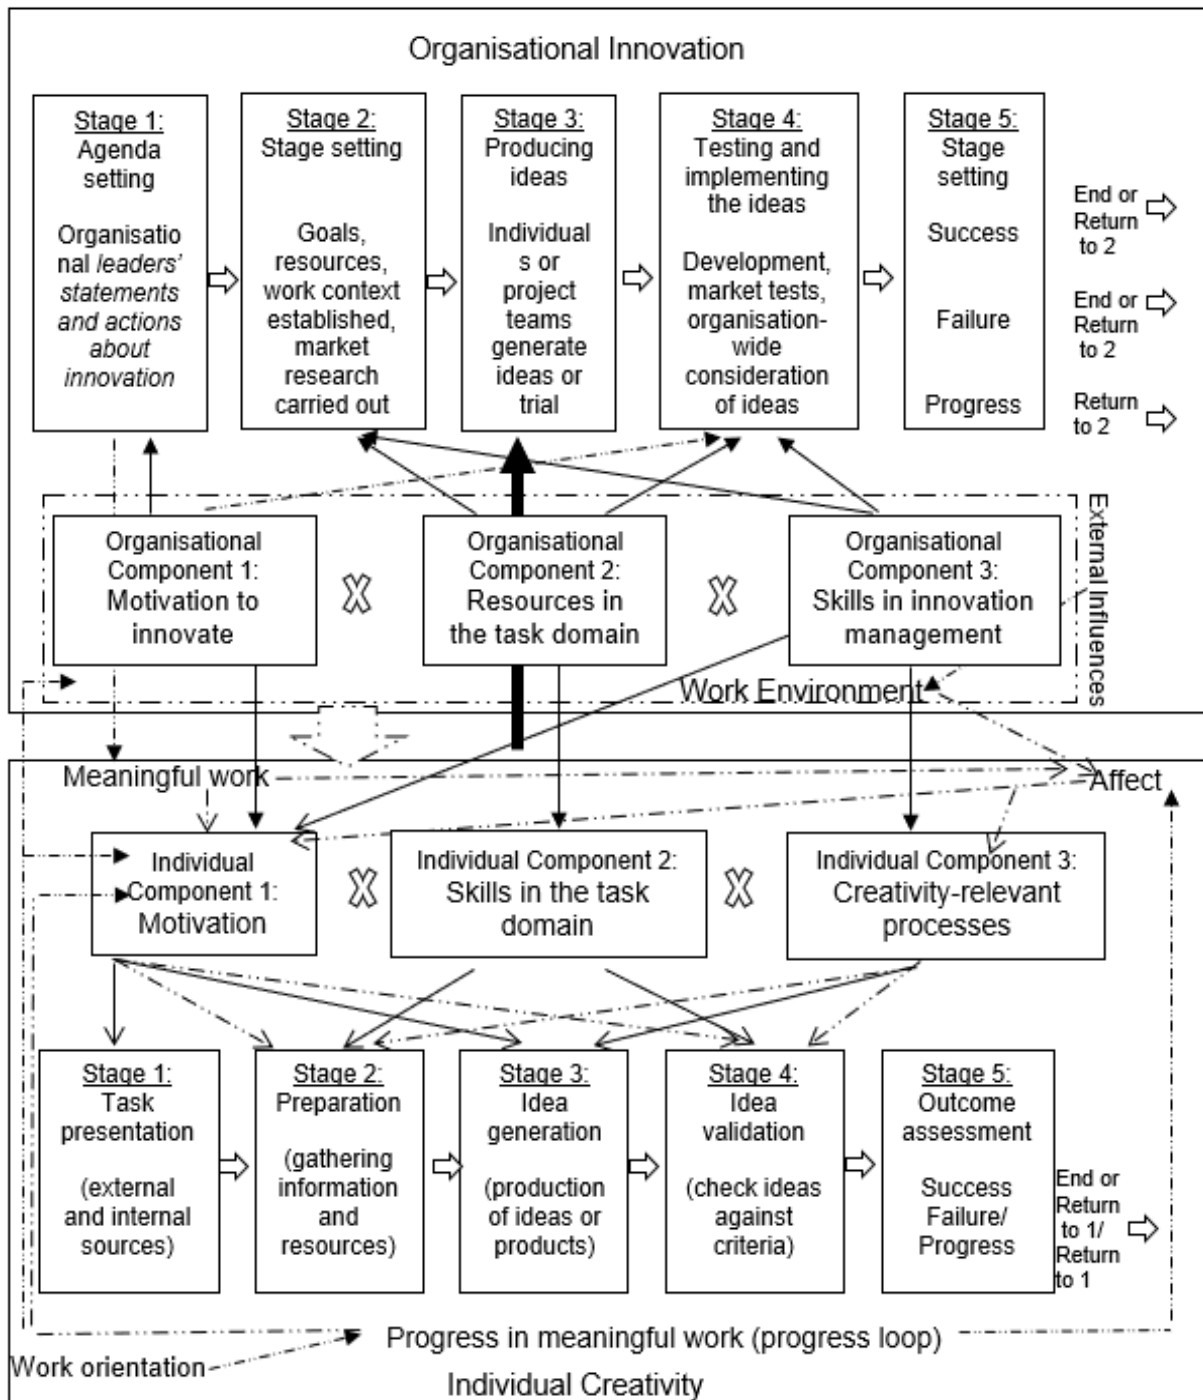 Organisational Innovation
Stage 1:
Agenda
setting
Organisatio
nal leaders'
statements
and actions
about
innovation
Stage 2:
Stage setting
Goals,
resources,
work context
established,
market
research
carried out
Stage 3:
Producing
ideas
Individual
s or
project
teams
generate
ideas or
trial
Stage 4:
Testing and
implementing
the ideas
Development,
market tests,
organisation-
wide
consideration
of ideas
Stage 5:
Stage
setting
Success
Failure
Progress
End or
Return
to 2
End or
Return
to 2
Return
to 2
Organisational
Component 1:
Motivation to
innovate
X
Organisational
Component 2:
Resources in
the task domain
X
Organisational
Component 3:
Skills in innovation
management
External Influences
Work Environment
Meaningful work
Affect
Individual
Component 1:
Motivation
X
Individual Component 2:
Skills in the task
domain
X
Individual Component 3:
Creativity-relevant
processes
Stage 1:
Task
presentation
(external
and internal
sources)
Stage 2:
Preparation
(gathering
information
and
resources)
Stage 3:
Idea
generation
(production
of ideas or
products)
Stage 4:
Idea
validation
(check ideas
against
criteria)
Stage 5:
Outcome
assessment
Success
Failure/
Progress
End or
Return
to 1/
Return
to 1
Progress in meaningful work (progress loop)
Work orientation
Individual Creativity